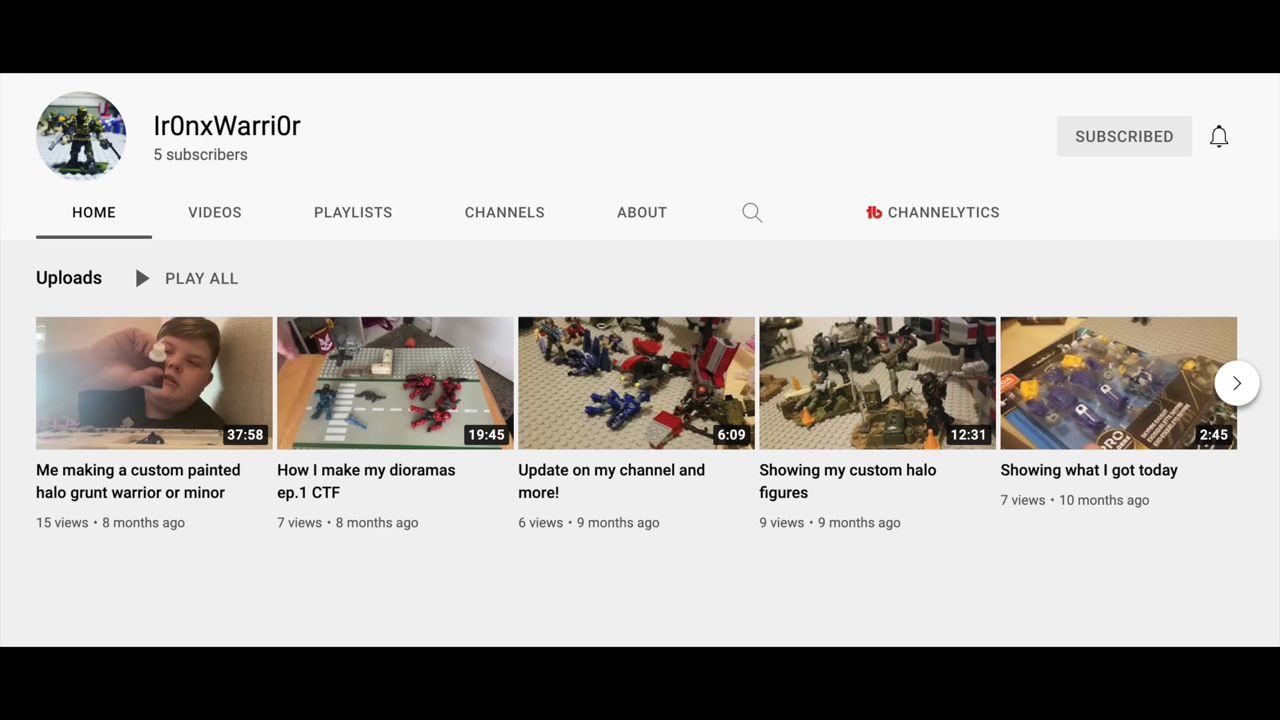 Ir0nxWarri0r
5 subscribers
SUBSCRIBED
HOME VIDEOS PLAYLISTS CHANNELS ABOUT CHANNELYTICS
Uploads PLAY ALL
37:58
19:45
6:09
12:31
2:45
Me making a custom painted
halo grunt warrior or minor
15 views • 8 months ago
How I make my dioramas
ep.1 CTF
7 views • 8 months ago
Update on my channel and
more!
6 views • 9 months ago
Showing my custom halo
figures
9 views • 9 months ago
Showing what I got today
7 views • 10 months ago